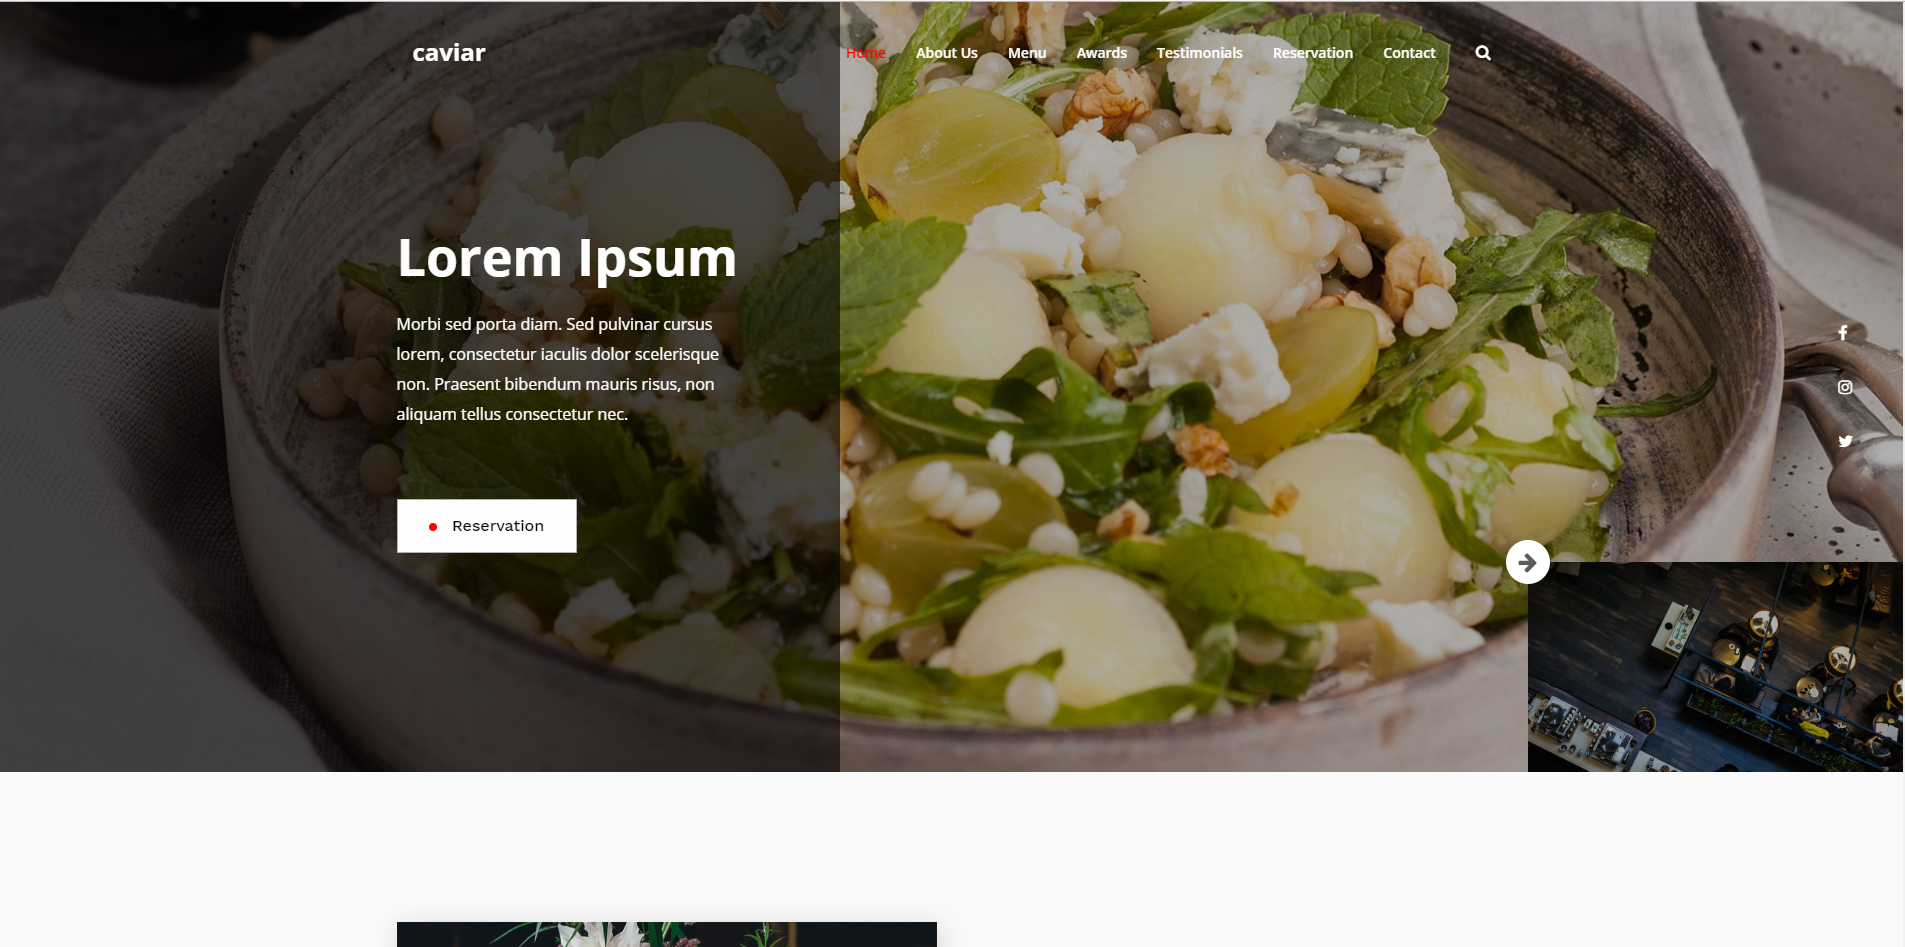 caviar
Home About Us Menu Awards Testimonials Reservation Contact
Lorem Ipsum
Morbi sed porta diam. Sed pulvinar cursus
lorem, consectetur iaculis dolor scelerisque
non. Praesent bibendum mauris risus, non
aliquam tellus consectetur nec.
Reservation